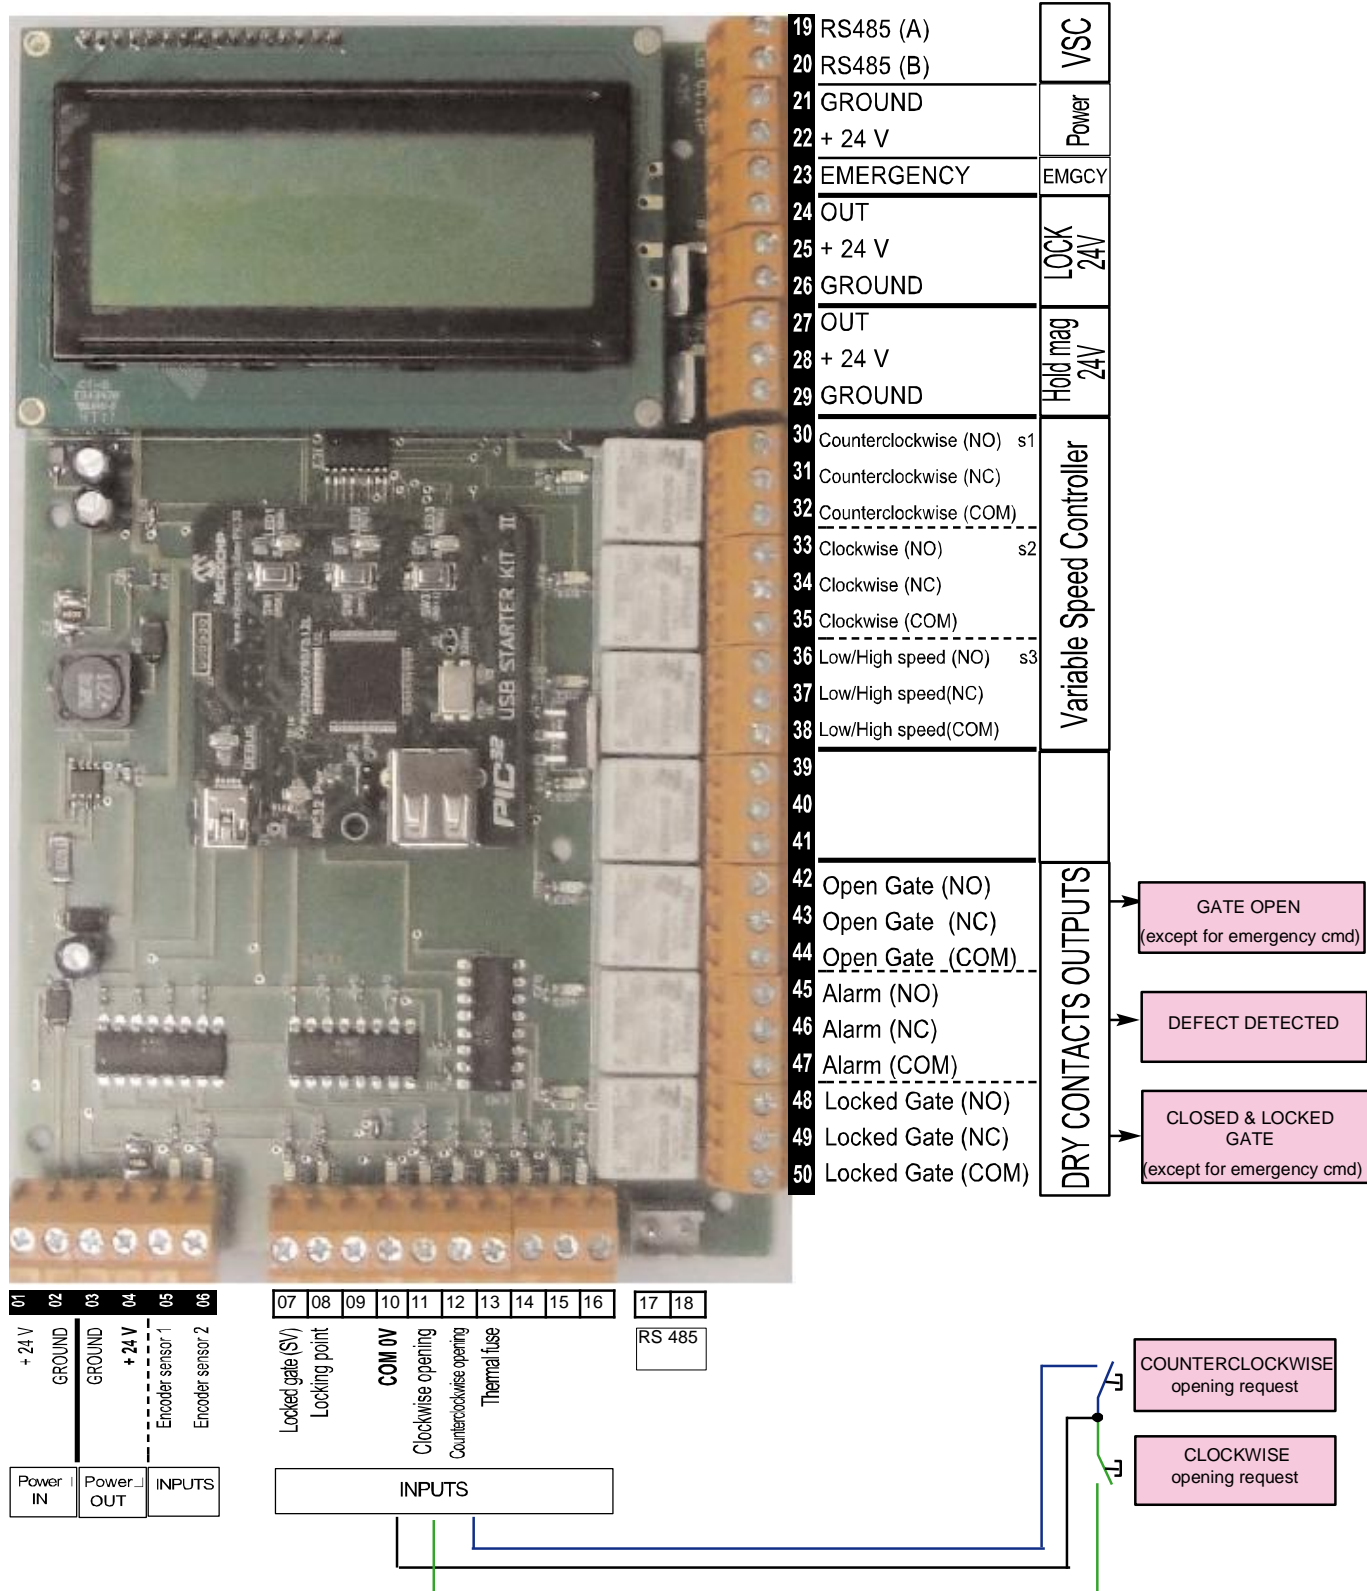 19 RS485 (A)
20 RS485 (B)
VSC
21 GROUND
22 + 24 V
Power
23 EMERGENCY
EMGCY
24 OUT
25 + 24 V
26 GROUND
LOCK
24V
27 OUT
28 + 24 V
29 GROUND
Hold mag
24V
30 Counterclockwise (NO) s1
31 Counterclockwise (NC)
32 Counterclockwise (COM)
33 Clockwise (NO) s2
34 Clockwise (NC)
35 Clockwise (COM)
36 Low/High speed (NO) s3
37 Low/High speed(NC)
38 Low/High speed(COM)
Variable Speed Controller
39
40
41
42 Open Gate (NO)
43 Open Gate (NC)
44 Open Gate (COM)
45 Alarm (NO)
46 Alarm (NC)
47 Alarm (COM)
48 Locked Gate (NO)
49 Locked Gate (NC)
50 Locked Gate (COM)
DRY CONTACTS OUTPUTS
GATE OPEN
(except for emergency cmd)
DEFECT DETECTED
CLOSED & LOCKED
GATE
(except for emergency cmd)
LED1
LED2
LED3
MICROCHIP
USB STARTER KIT II
PIC32
DEBUG
01 02 03 04 05 06
+ 24 V
GROUND
GROUND
+ 24 V
Encoder sensor 1
Encoder sensor 2
Power
IN
Power
OUT
INPUTS
07 08 09 10 11 12 13 14 15 16
Locked gate (SV)
Locking point
COM 0V
Clockwise opening
Counterclockwise opening
Thermal fuse
INPUTS
17 18
RS 485
COUNTERCLOCKWISE
opening request
CLOCKWISE
opening request